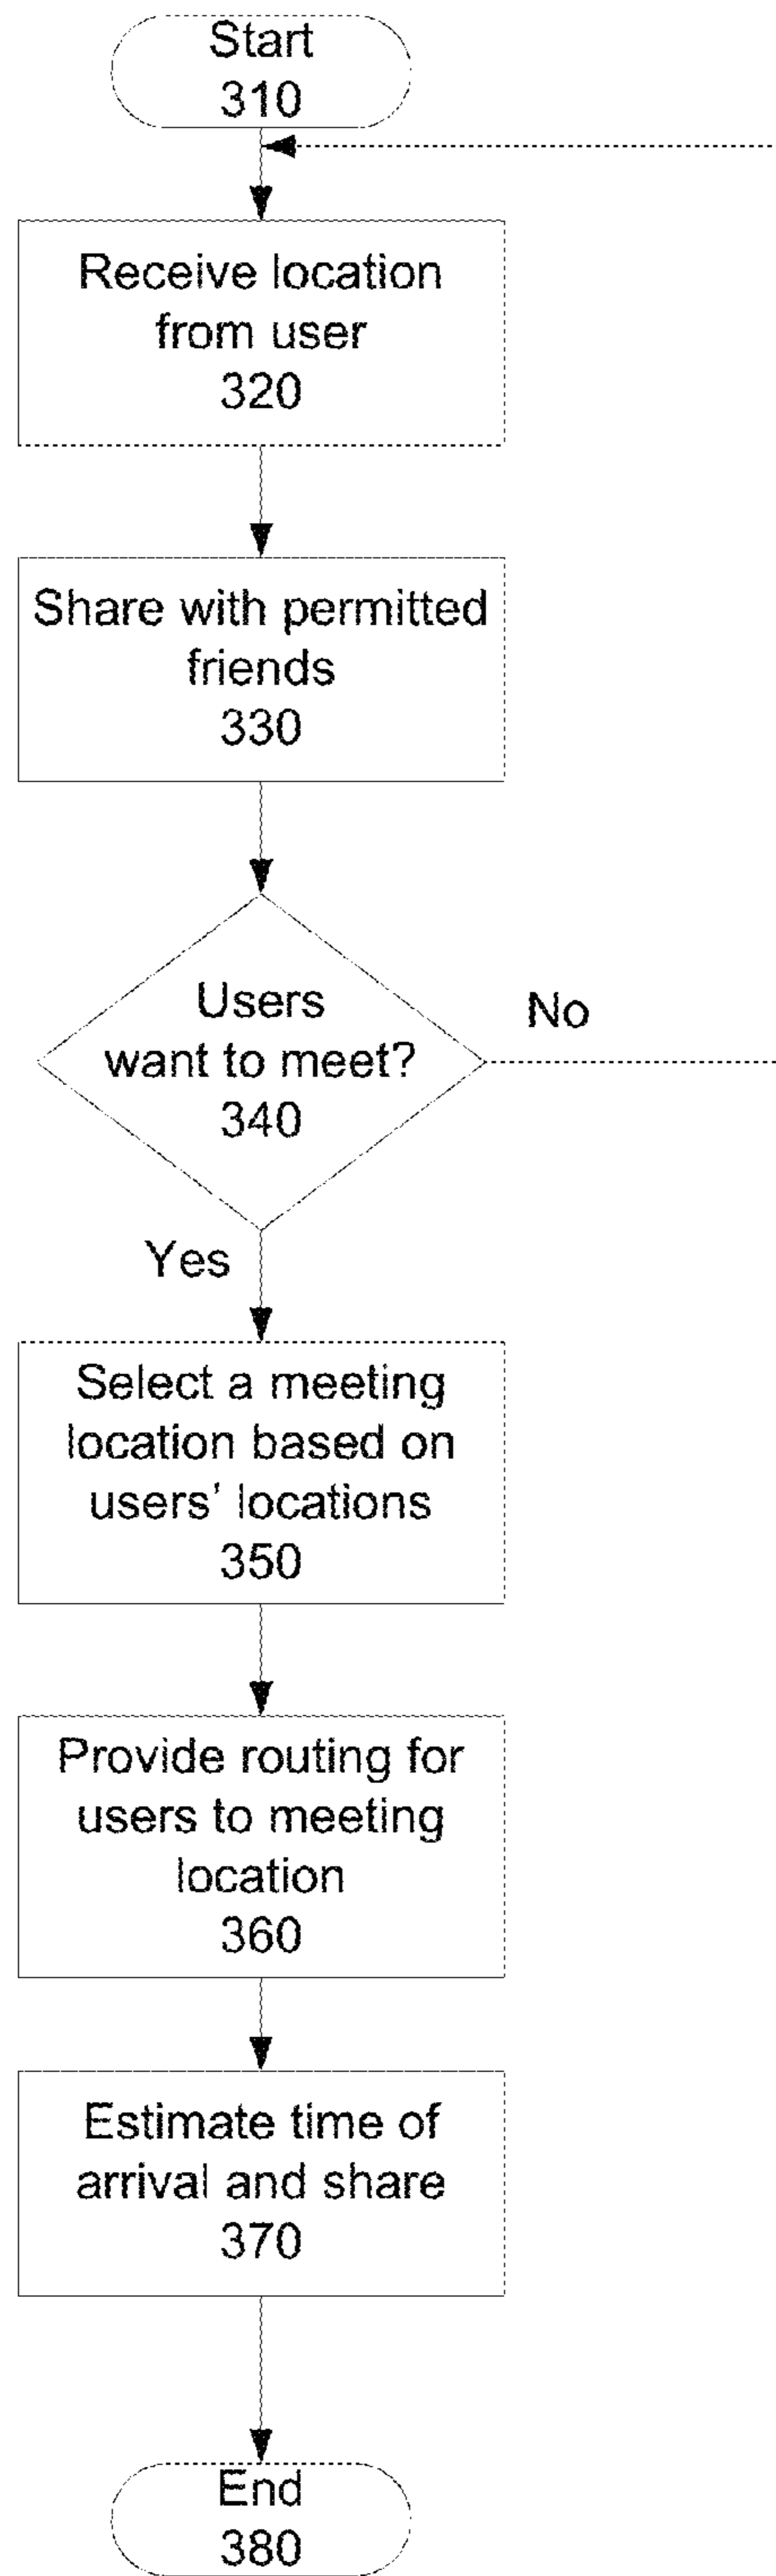 Start
310
Receive location
from user
320
Share with permitted
friends
330
Users
want to meet?
340
No
Yes
Select a meeting
location based on
users’ locations
350
Provide routing for
users to meeting
location
360
Estimate time of
arrival and share
370
End
380